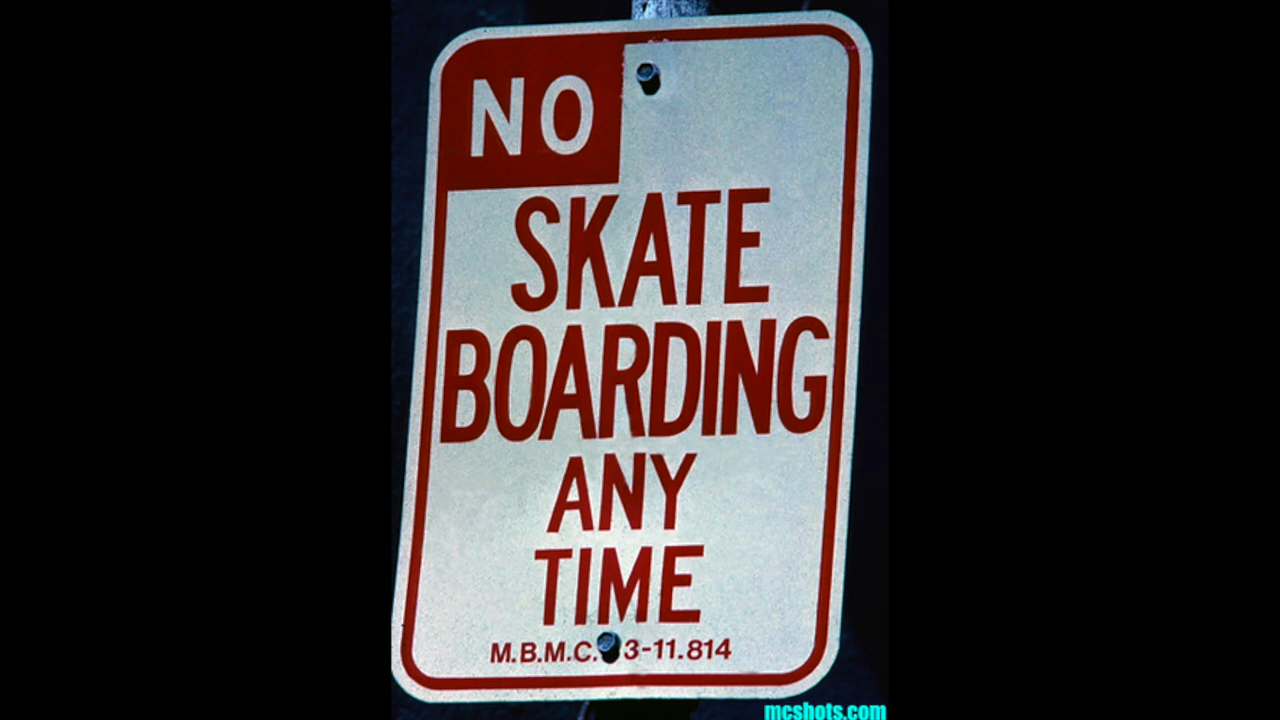 NO
SKATE
BOARDING
ANY
TIME
M.B.M.C. 3-11.814
mcshots.com